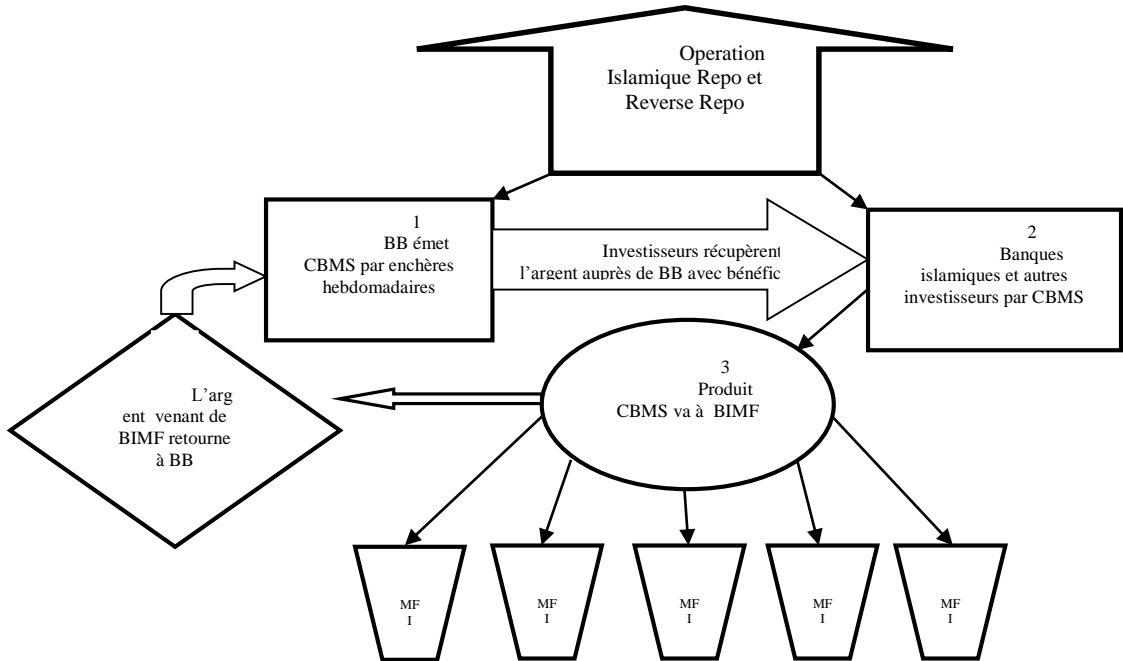 Operation
Islamique Repo et
Reverse Repo
1
BB émet
CBMS par enchères
hebdomadaires
Investisseurs récupèrent
l’argent auprès de BB avec bénéfic
2
Banques
islamiques et autres
investisseurs par CBMS
3
Produit
CBMS va à BIMF
L’arg
ent venant de
BIMF retourne
à BB
MF
I
MF
I
MF
I
MF
I
MF
I